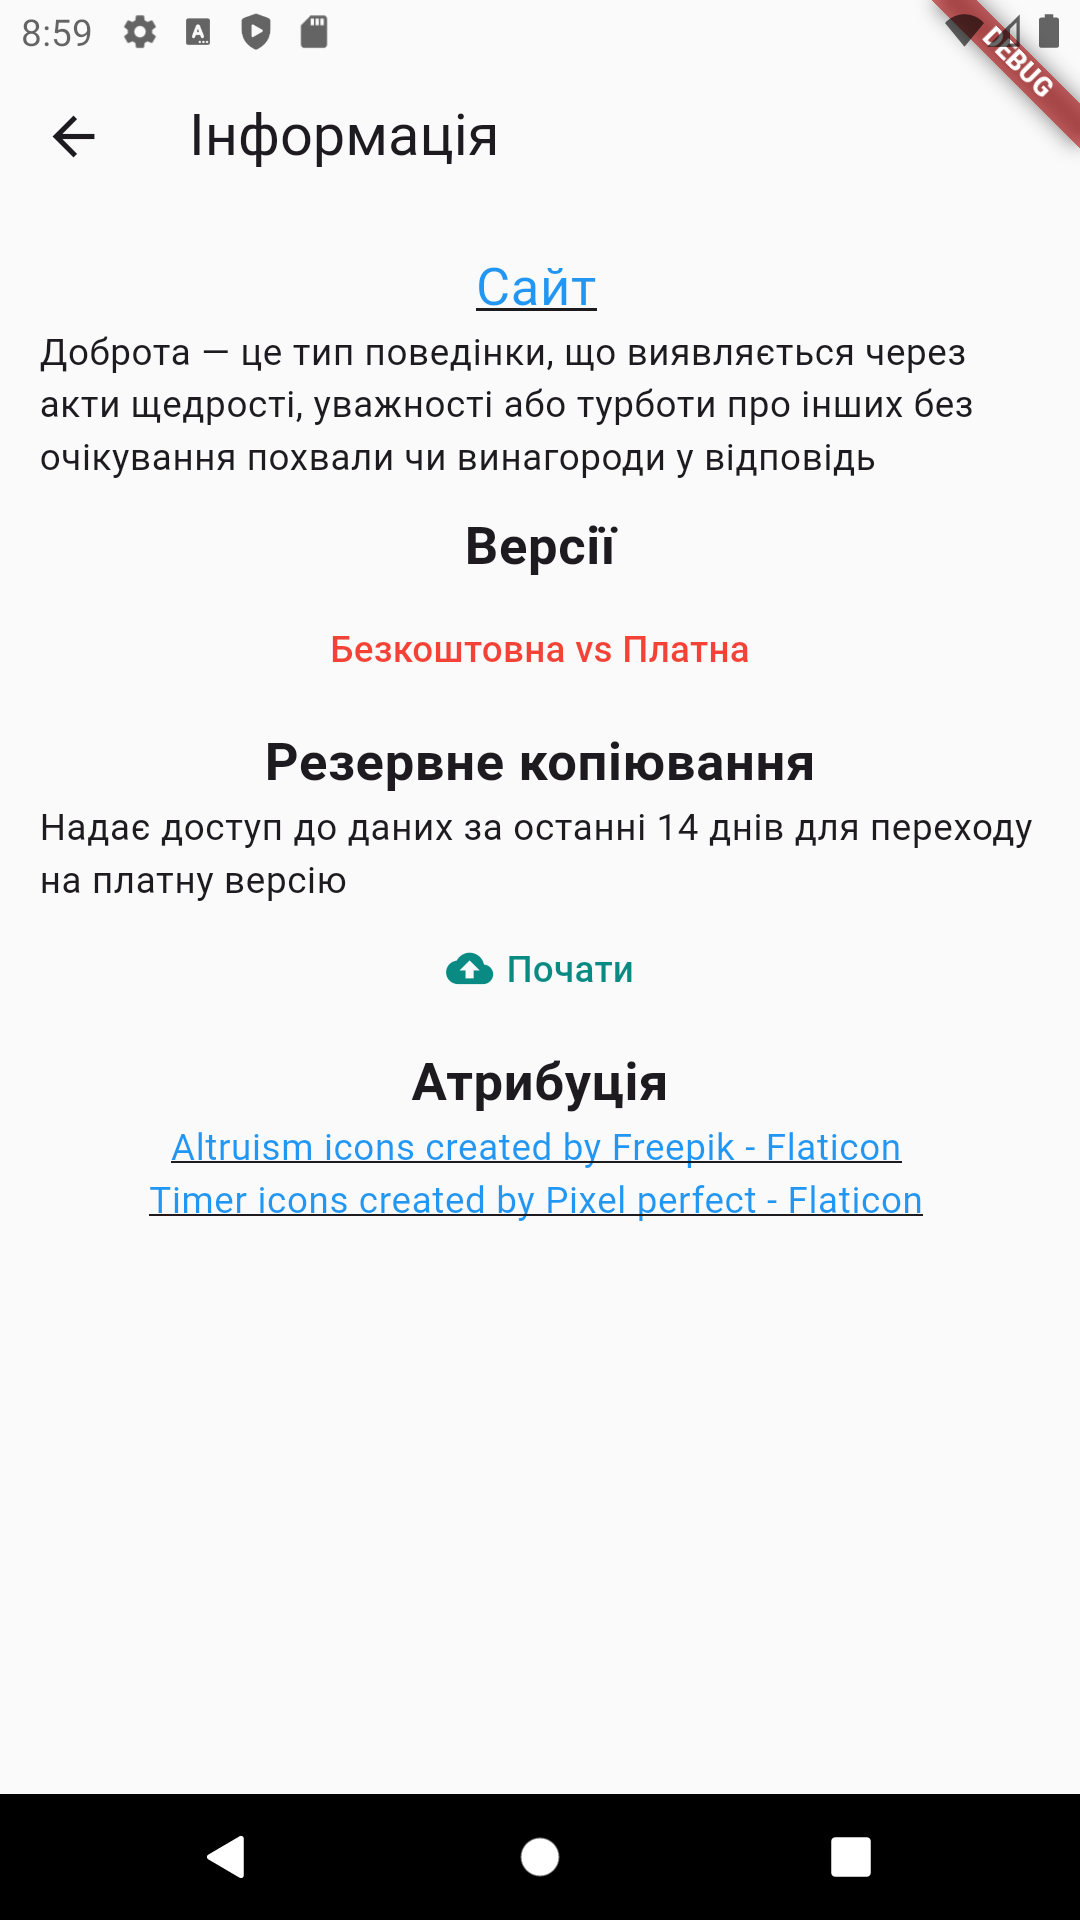 8:59
DEBUG
Інформація
Сайт
Доброта — це тип поведінки, що виявляється через
акти щедрості, уважності або турботи про інших без
очікування похвали чи винагороди у відповідь
Версії
Безкоштовна vs Платна
Резервне копіювання
Надає доступ до даних за останні 14 днів для переходу
на платну версію
Почати
Атрибуція
Altruism icons created by Freepik - Flaticon
Timer icons created by Pixel perfect - Flaticon